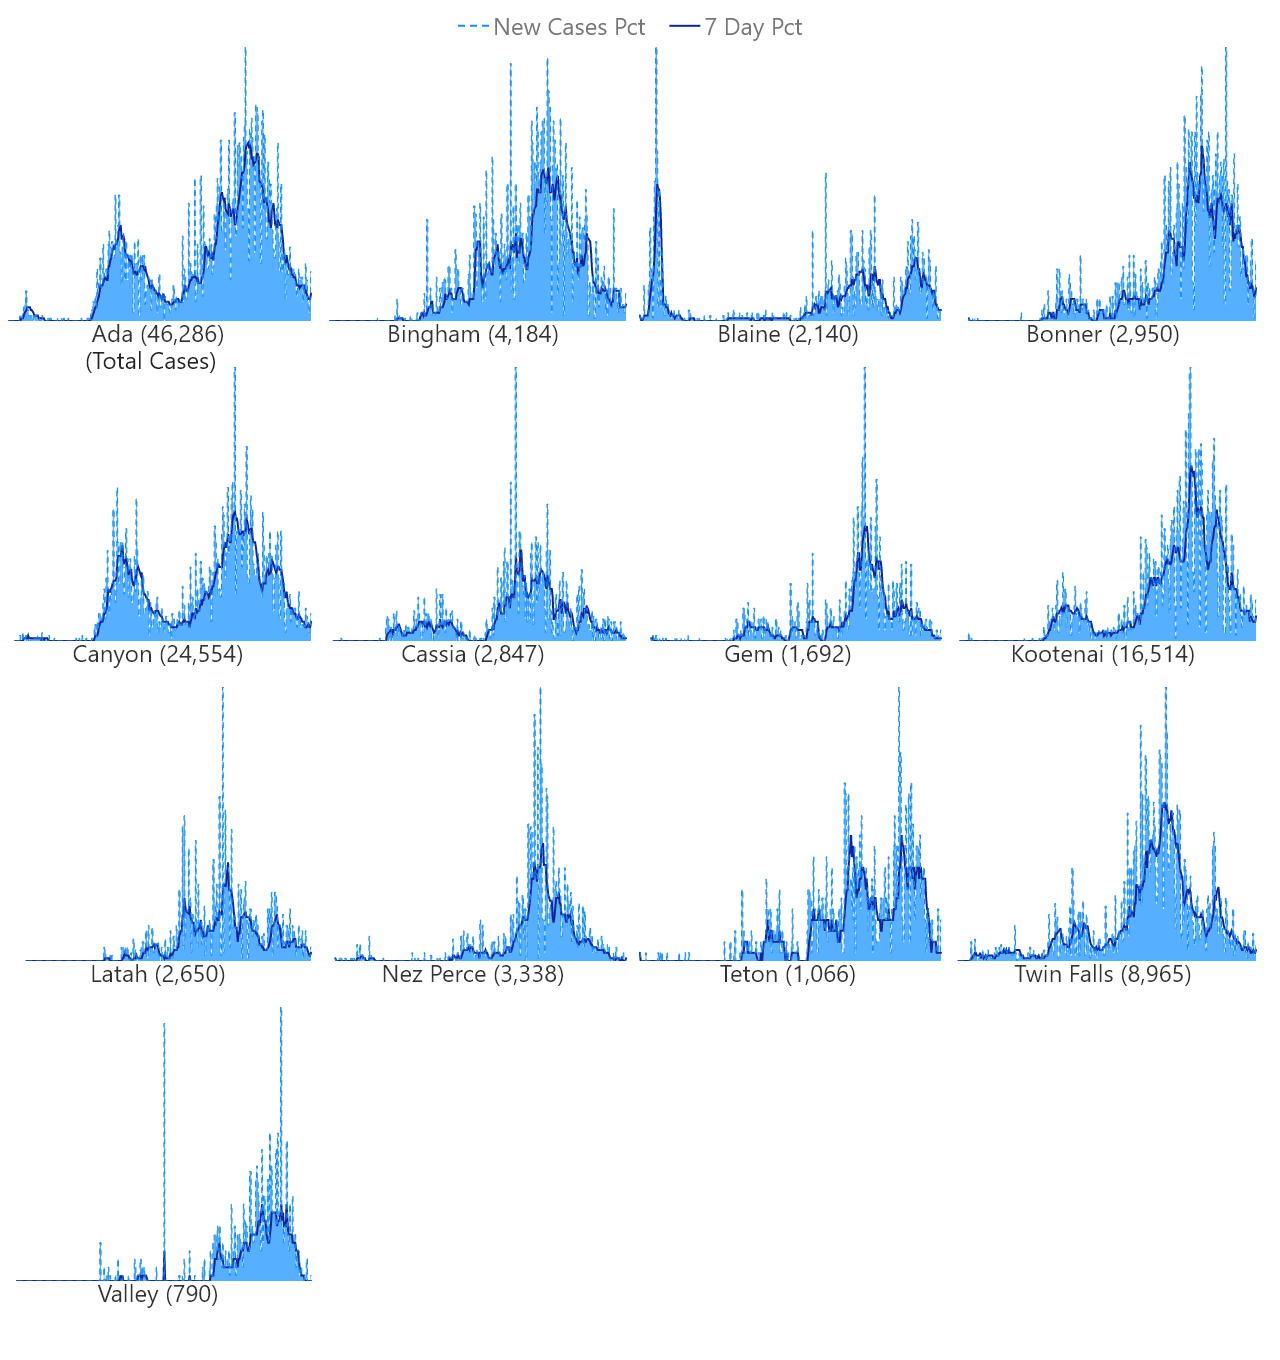 New Cases Pct 7 Day Pct
Ada (46,286)
(Total Cases)
Bingham (4,184)
Blaine (2,140)
Bonner (2,950)
Canyon (24,554)
Cassia (2,847)
Gem (1,692)
Kootenai (16,514)
Latah (2,650)
Nez Perce (3,338)
Teton (1,066)
Twin Falls (8,965)
Valley (790)